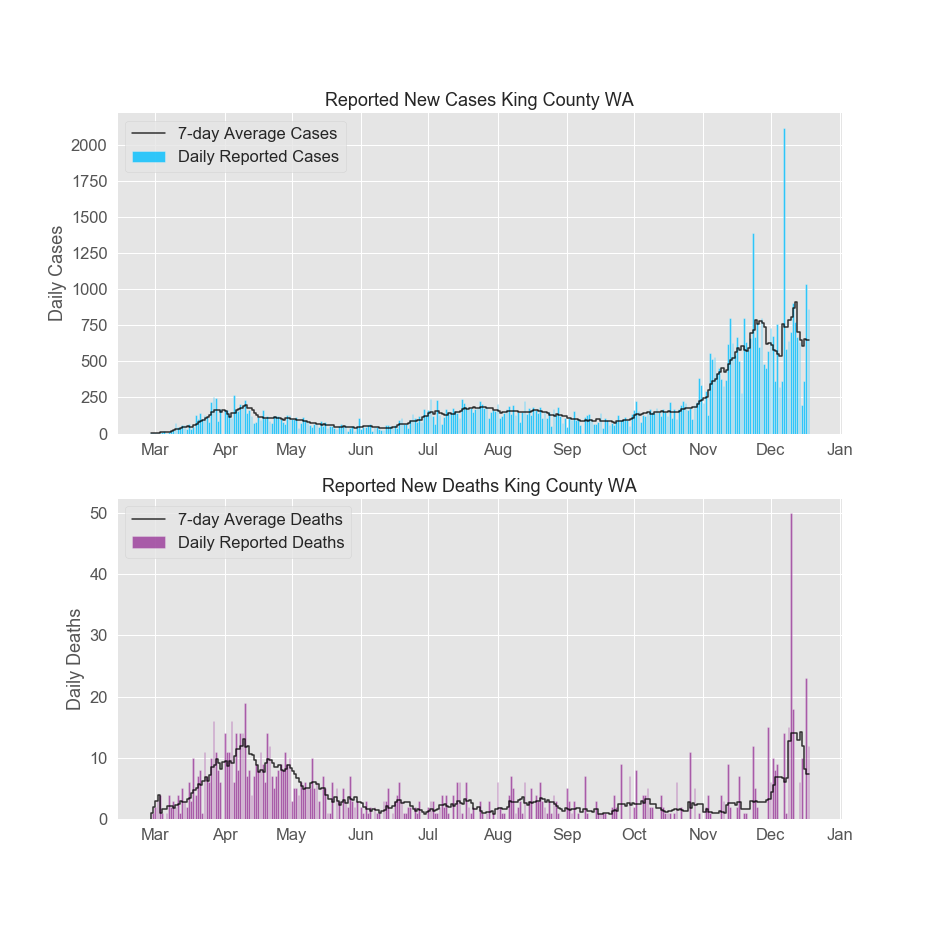 Reported New Cases King County WA
7-day Average Cases
Daily Reported Cases
Daily Cases
2000
1750
1500
1250
1000
750
500
250
0
Mar Apr May Jun Jul Aug Sep Oct Nov Dec Jan
Reported New Deaths King County WA
7-day Average Deaths
Daily Reported Deaths
Daily Deaths
50
40
30
20
10
0
Mar Apr May Jun Jul Aug Sep Oct Nov Dec Jan